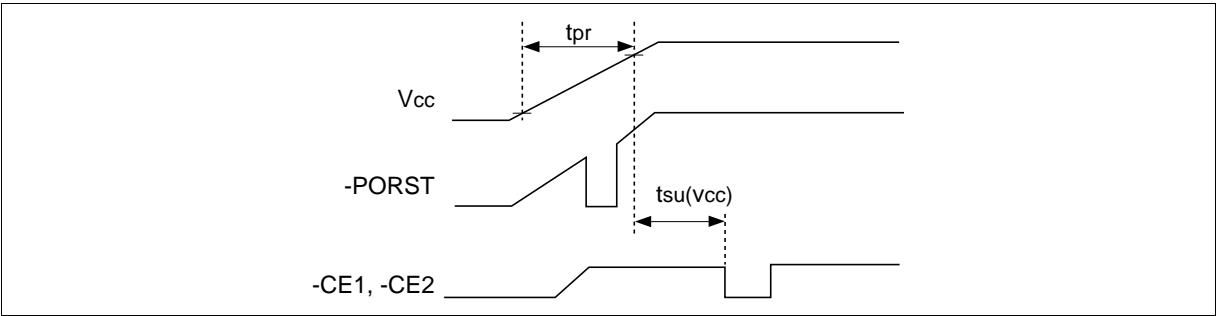 tpr
Vcc
-PORST
tsu(vcc)
-CE1, -CE2